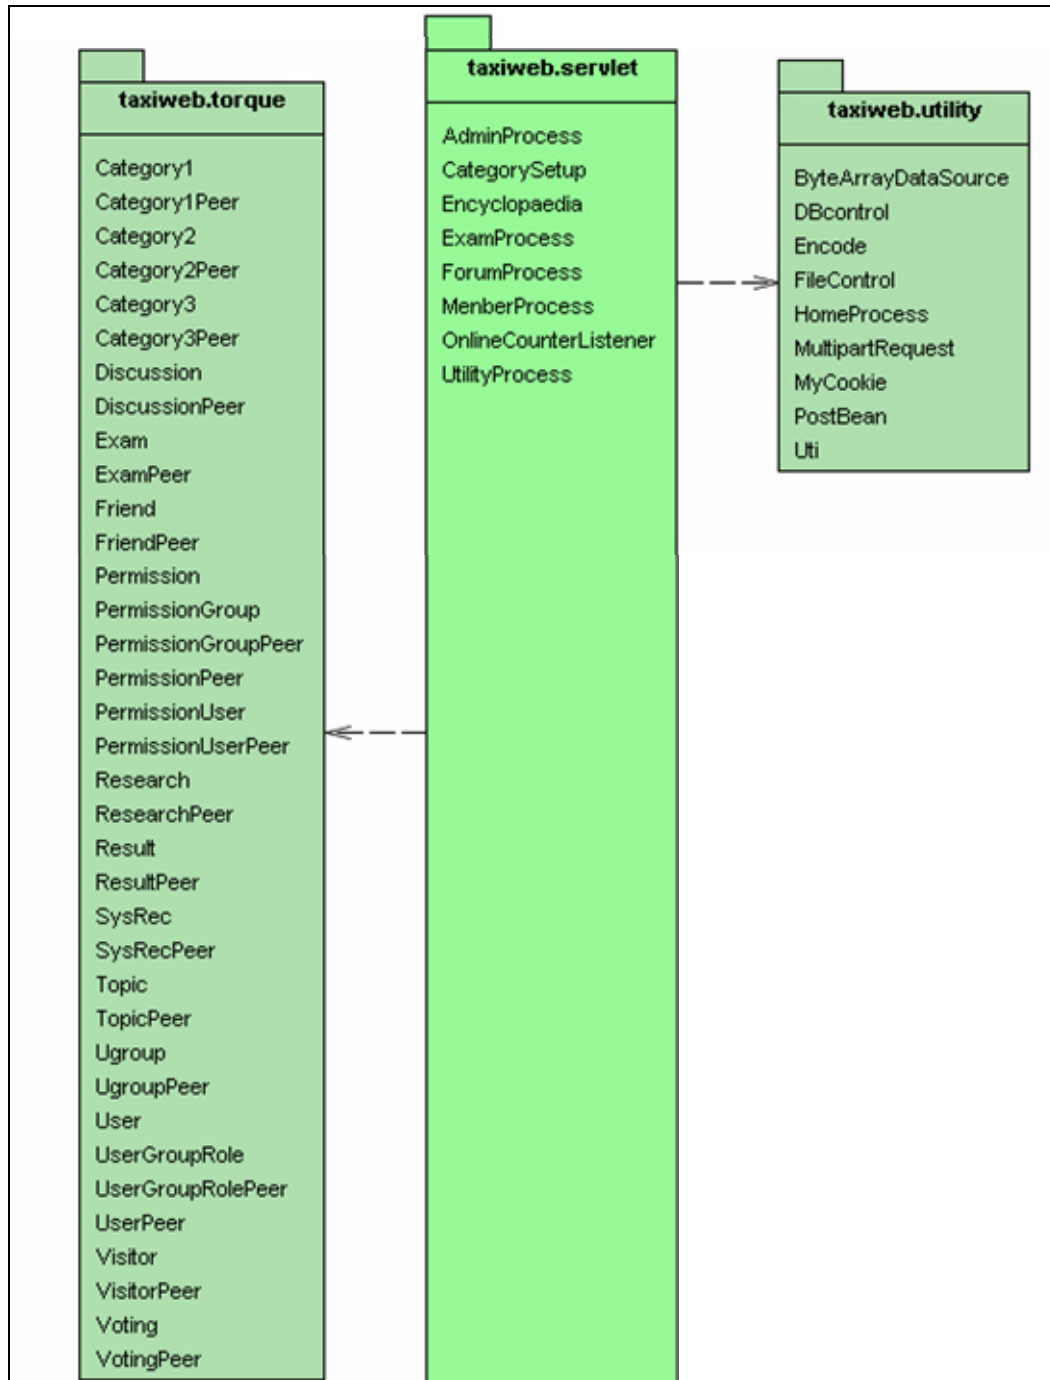 taxiweb.torque
Category1
Category1Peer
Category2
Category2Peer
Category3
Category3Peer
Discussion
DiscussionPeer
Exam
ExamPeer
Friend
FriendPeer
Permission
PermissionGroup
PermissionGroupPeer
PermissionPeer
PermissionUser
PermissionUserPeer
Research
ResearchPeer
Result
ResultPeer
SysRec
SysRecPeer
Topic
TopicPeer
Ugroup
UgroupPeer
User
UserGroupRole
UserGroupRolePeer
UserPeer
Visitor
VisitorPeer
Voting
VotingPeer
taxiweb.servlet
AdminProcess
CategorySetup
Encyclopaedia
ExamProcess
ForumProcess
MenberProcess
OnlineCounterListener
UtilityProcess
taxiweb.utility
ByteArrayDataSource
DBcontrol
Encode
FileControl
HomeProcess
MultipartRequest
MyCookie
PostBean
Uti